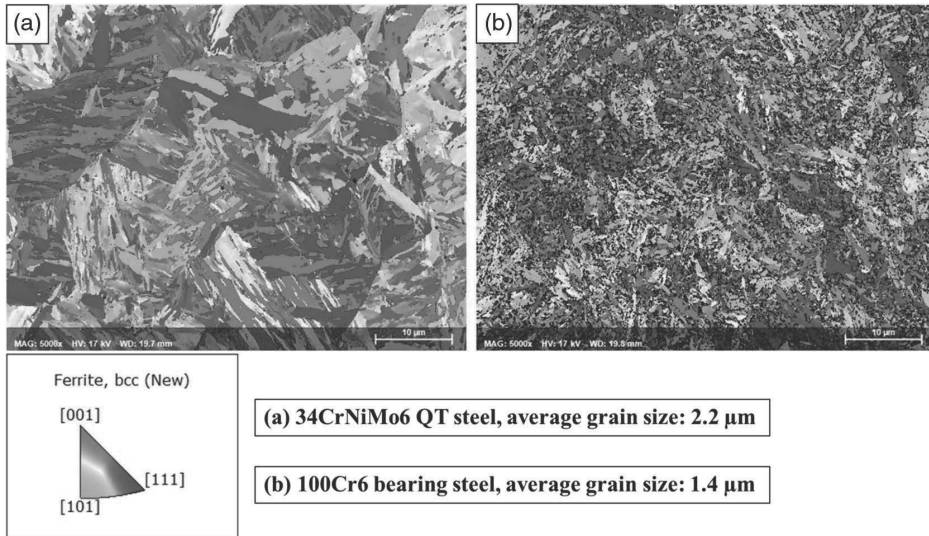 (a)
(b)
MAG: 5000x HV: 17 kV WD: 19.7 mm
10 µm
MAG: 5000x HV: 17 kV WD: 19.8 mm
10 µm
Ferrite, bcc (New)
[001]
[111]
[101]
(a) 34CrNiMo6 QT steel, average grain size: 2.2 µm
(b) 100Cr6 bearing steel, average grain size: 1.4 µm